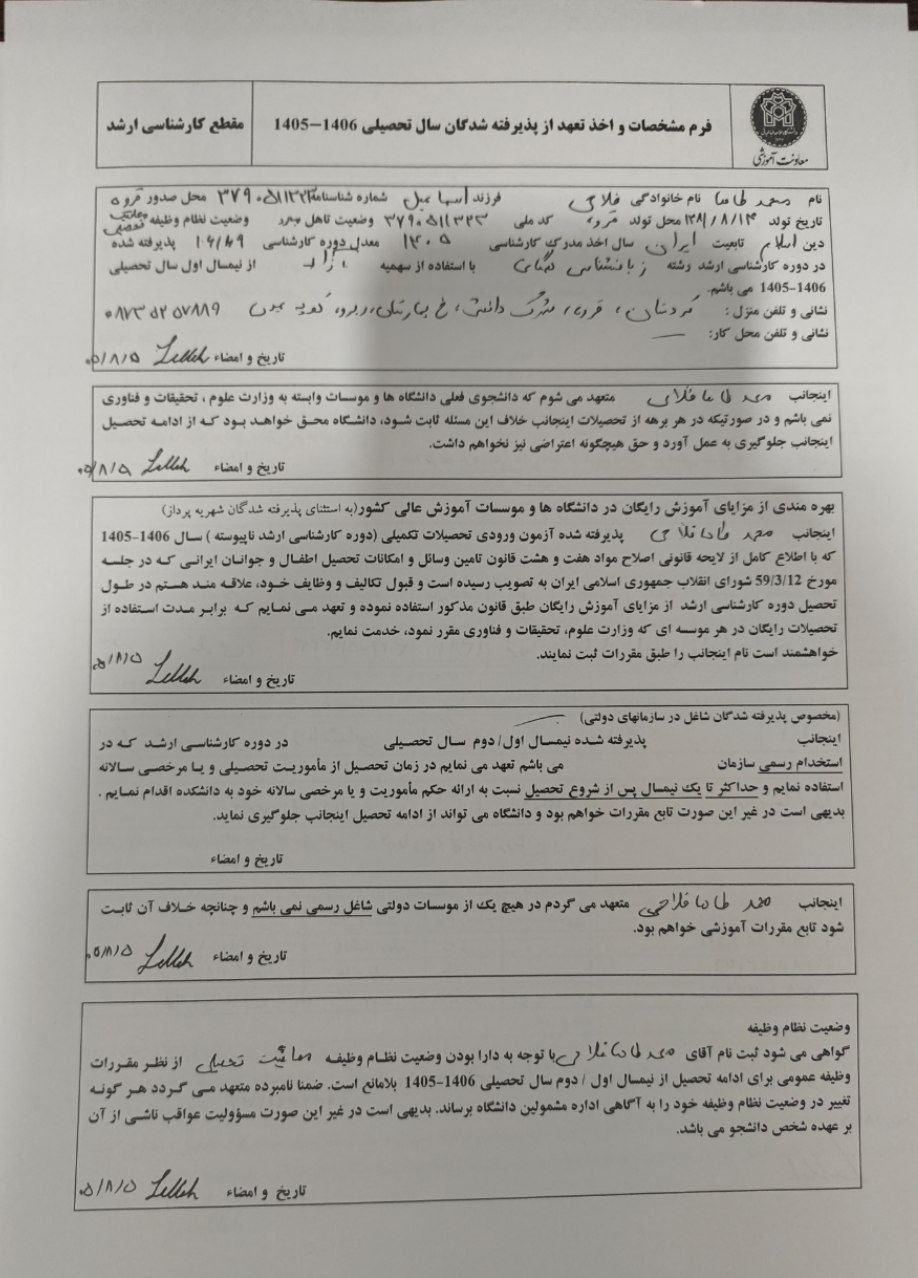 معاونت آموزشی
فرم مشخصات و اخذ تعهد از پذیرفته شدگان سال تحصیلی 1406–1405
مقطع کارشناسی ارشد
نام محمد طاها نام خانوادگی فلاحی فرزند اسماعیل شماره شناسنامه ۳۷۹۰۵۱۱۳۲۳ محل صدور قروه
تاریخ تولد ۱۳۸۱/۸/۱۳ محل تولد قروه کد ملی ۳۷۹۰۵۱۱۳۲۳ وضعیت تاهل مجرد وضعیت نظام وظیفه معافیت تحصیلی
دین اسلام تابعیت ایران سال اخذ مدرک کارشناسی ۱۴۰۵ معدل دوره کارشناسی پذیرفته شده
در دوره کارشناسی ارشد رشته زبانشناسی همگانی با استفاده از سهمیه آزاد از نیمسال اول سال تحصیلی
1406-1405 می باشم.
نشانی و تلفن منزل: کردستان، قروه، شهرک دانش، خ بیمارستان، ۰۸۷۳۵۲۵۷۸۸۹
نشانی و تلفن محل کار: —
تاریخ و امضاء ۰۵/۸/۵
اینجانب محمد طاها فلاحی متعهد می شوم که دانشجوی فعلی دانشگاه ها و موسسات وابسته به وزارت علوم ، تحقیقات و فناوری
نمی باشم و در صورتیکه در هر برهه از تحصیلات اینجانب خلاف این مسئله ثابت شود، دانشگاه محق خواهد بود که از ادامه تحصیل
اینجانب جلوگیری به عمل آورد و حق هیچگونه اعتراضی نیز نخواهم داشت.
تاریخ و امضاء ۰۵/۸/۵
بهره مندی از مزایای آموزش رایگان در دانشگاه ها و موسسات آموزش عالی کشور(به استثنای پذیرفته شدگان شهریه پرداز)
اینجانب محمد طاها فلاحی پذیرفته شده آزمون ورودی تحصیلات تکمیلی (دوره کارشناسی ارشد ناپیوسته ) سال 1406-1405
که با اطلاع کامل از لایحه قانونی اصلاح مواد هفت و هشت قانون تامین وسائل و امکانات تحصیل اطفال و جوانان ایرانی که در جلسه
مورخ 59/3/12 شورای انقلاب جمهوری اسلامی ایران به تصویب رسیده است و قبول تکالیف و وظایف خود، علاقه مند هستم در طول
تحصیل دوره کارشناسی ارشد از مزایای آموزش رایگان طبق قانون مذکور استفاده نموده و تعهد می نمایم که برابر مدت استفاده از
تحصیلات رایگان در هر موسسه ای که وزارت علوم، تحقیقات و فناوری مقرر نمود، خدمت نمایم.
خواهشمند است نام اینجانب را طبق مقررات ثبت نمایند.
تاریخ و امضاء ۰۵/۸/۵
(مخصوص پذیرفته شدگان شاغل در سازمانهای دولتی) —
اینجانب پذیرفته شده نیمسال اول/ دوم سال تحصیلی در دوره کارشناسی ارشد که در
استخدام رسمی سازمان می باشم تعهد می نمایم در زمان تحصیل از مأموریت تحصیلی و یا مرخصی سالانه
استفاده نمایم و حداکثر تا یک نیمسال پس از شروع تحصیل نسبت به ارائه حکم مأموریت و یا مرخصی سالانه خود به دانشکده اقدام نمایم .
بدیهی است در غیر این صورت تابع مقررات خواهم بود و دانشگاه می تواند از ادامه تحصیل اینجانب جلوگیری نماید.
تاریخ و امضاء
اینجانب محمد طاها فلاحی متعهد می گردم در هیچ یک از موسسات دولتی شاغل رسمی نمی باشم و چنانچه خلاف آن ثابت
شود تابع مقررات آموزشی خواهم بود.
تاریخ و امضاء ۰۵/۸/۵
وضعیت نظام وظیفه
گواهی می شود ثبت نام آقای محمد طاها فلاحی با توجه به دارا بودن وضعیت نظام وظیفه معافیت تحصیلی از نظر مقررات
وظیفه عمومی برای ادامه تحصیل از نیمسال اول / دوم سال تحصیلی 1406-1405 بلامانع است. ضمنا نامبرده متعهد می گردد هر گونه
تغییر در وضعیت نظام وظیفه خود را به آگاهی اداره مشمولین دانشگاه برساند. بدیهی است در غیر این صورت مسؤولیت عواقب ناشی از آن
بر عهده شخص دانشجو می باشد.
تاریخ و امضاء ۰۵/۸/۵